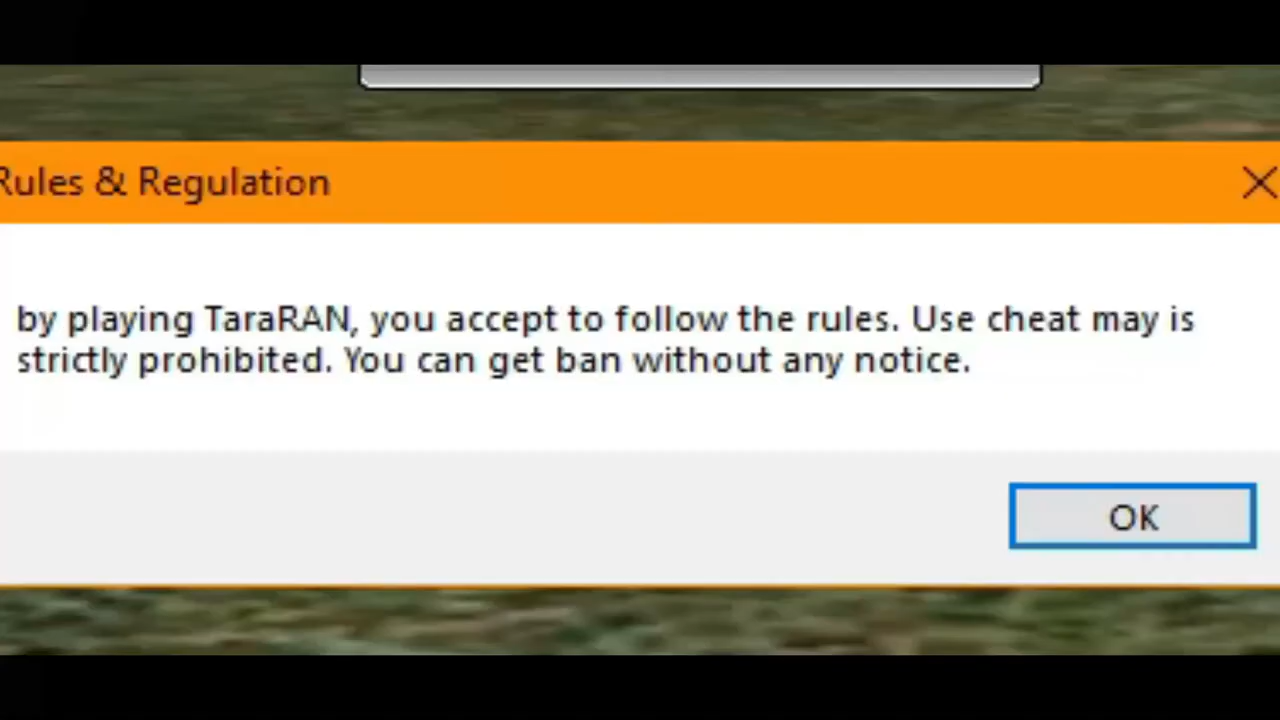 Rules & Regulation
by playing TaraRAN, you accept to follow the rules. Use cheat may is
strictly prohibited. You can get ban without any notice.
OK